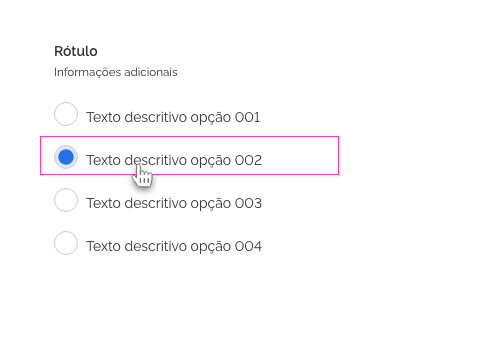 Rótulo
Informações adicionais
Texto descritivo opção 001
Texto descritivo opção 002
Texto descritivo opção 003
Texto descritivo opção 004